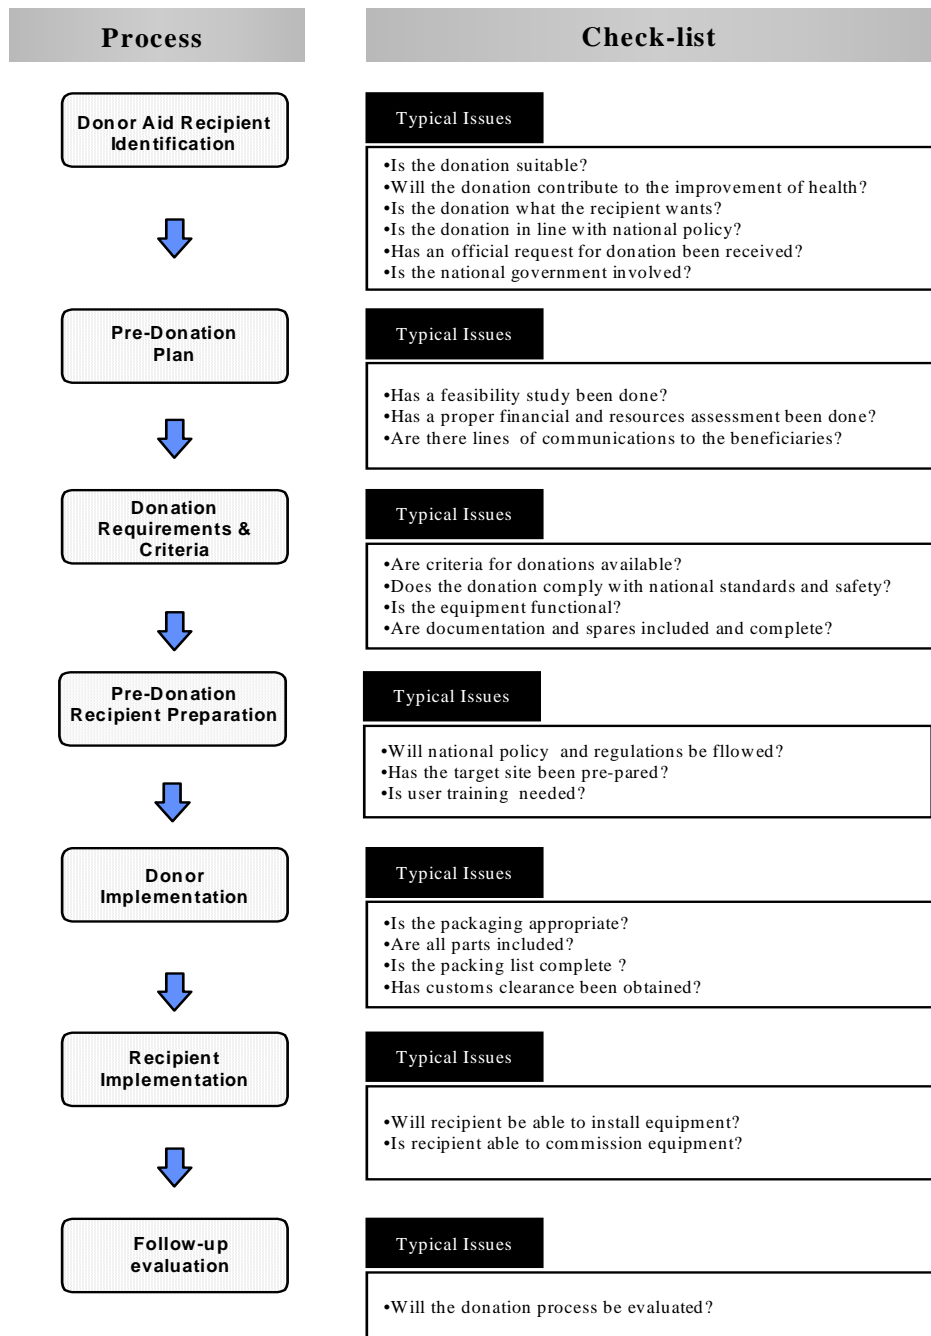 Process
Check-list
Donor Aid Recipient
Identification
Typical Issues
•Is the donation suitable?
•Will the donation contribute to the improvement of health?
•Is the donation what the recipient wants?
•Is the donation in line with national policy?
•Has an official request for donation been received?
•Is the national government involved?
Pre-Donation
Plan
Typical Issues
•Has a feasibility study been done?
•Has a proper financial and resources assessment been done?
•Are there lines of communications to the beneficiaries?
Donation
Requirements &
Criteria
Typical Issues
•Are criteria for donations available?
•Does the donation comply with national standards and safety?
•Is the equipment functional?
•Are documentation and spares included and complete?
Pre-Donation
Recipient Preparation
Typical Issues
•Will national policy and regulations be fllowed?
•Has the target site been pre-pared?
•Is user training needed?
Donor
Implementation
Typical Issues
•Is the packaging appropriate?
•Are all parts included?
•Is the packing list complete ?
•Has customs clearance been obtained?
Recipient
Implementation
Typical Issues
•Will recipient be able to install equipment?
•Is recipient able to commission equipment?
Follow-up
evaluation
Typical Issues
•Will the donation process be evaluated?